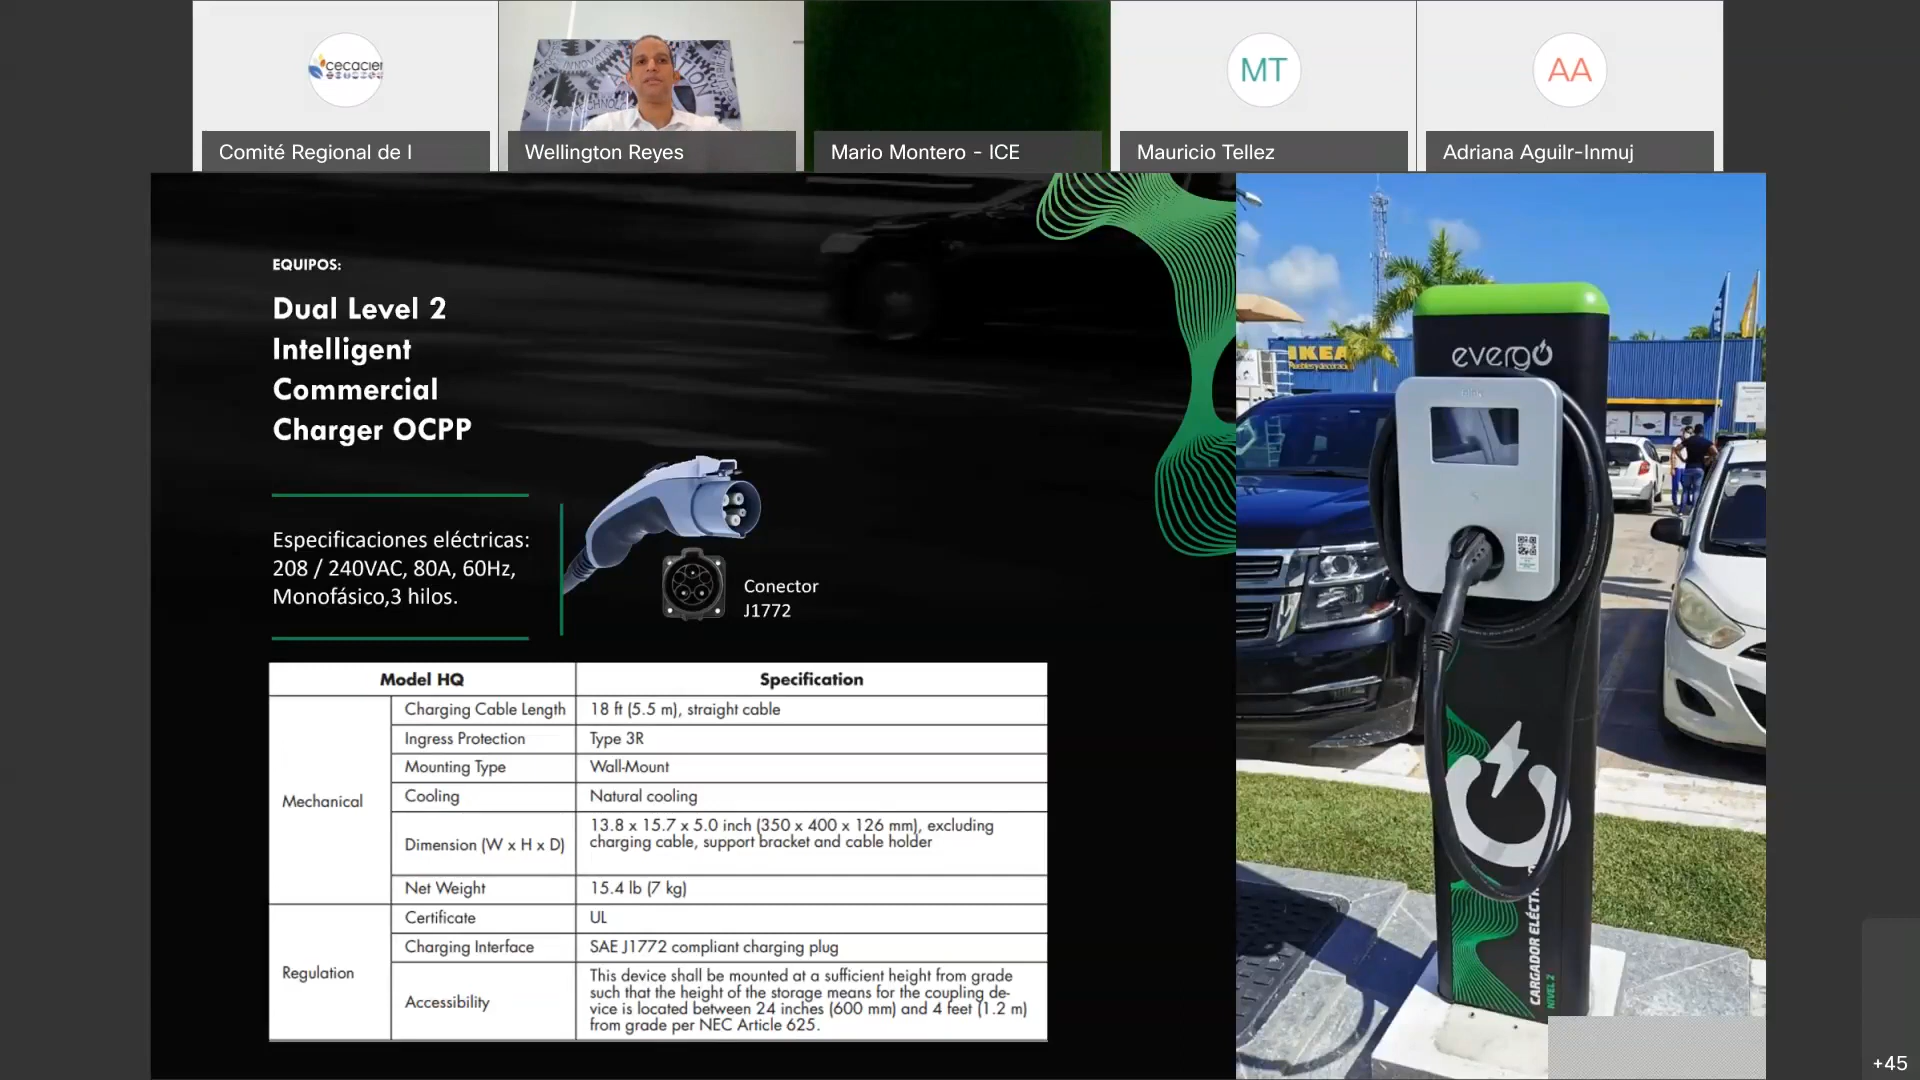 cecacier
MT
AA
Comité Regional de I
Wellington Reyes
Mario Montero - ICE
Mauricio Tellez
Adriana Aguilr-Inmuj
EQUIPOS:
Dual Level 2
Intelligent
Commercial
Charger OCPP
Especificaciones eléctricas:
208 / 240VAC, 80A, 60Hz,
Monofásico,3 hilos.
Conector
J1772
Model HQ
Specification
Mechanical
Charging Cable Length
18 ft (5.5 m), straight cable
Ingress Protection
Type 3R
Mounting Type
Wall-Mount
Cooling
Natural cooling
Dimension (W x H x D)
13.8 x 15.7 x 5.0 inch (350 x 400 x 126 mm), excluding
charging cable, support bracket and cable holder
Net Weight
15.4 lb (7 kg)
Regulation
Certificate
UL
Charging Interface
SAE J1772 compliant charging plug
Accessibility
This device shall be mounted at a sufficient height from grade
such that the height of the storage means for the coupling de-
vice is located between 24 inches (600 mm) and 4 feet (1.2 m)
from grade per NEC Article 625.
IKEA
Muebles y decoración
evergo
CARGADOR ELÉCT
NIVEL 2
+45